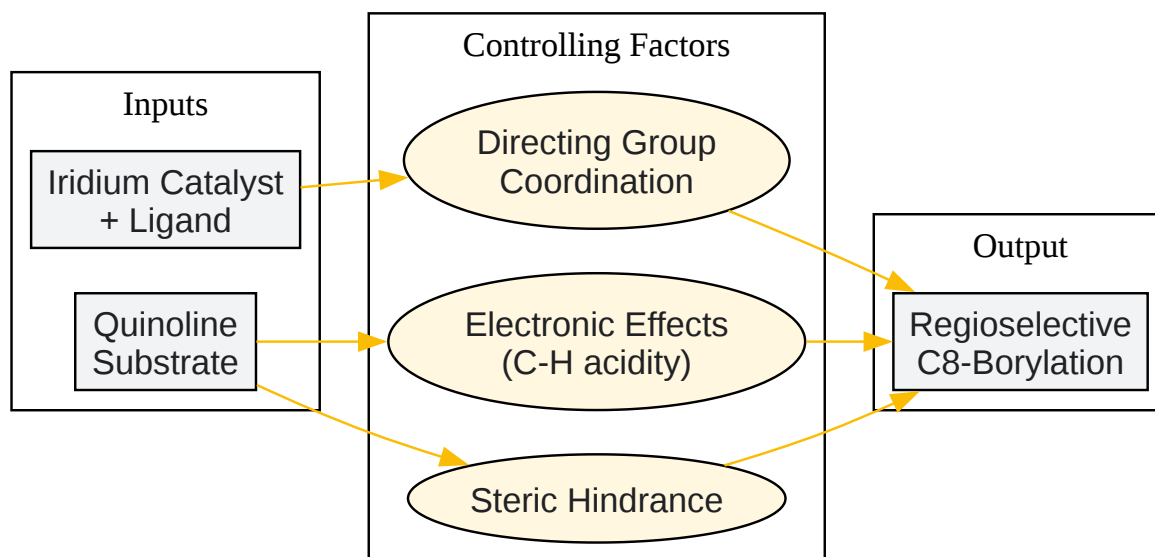 Inputs
Iridium Catalyst
+ Ligand
Quinoline
Substrate
Controlling Factors
Directing Group
Coordination
Electronic Effects
(C-H acidity)
Steric Hindrance
Output
Regioselective
C8-Borylation